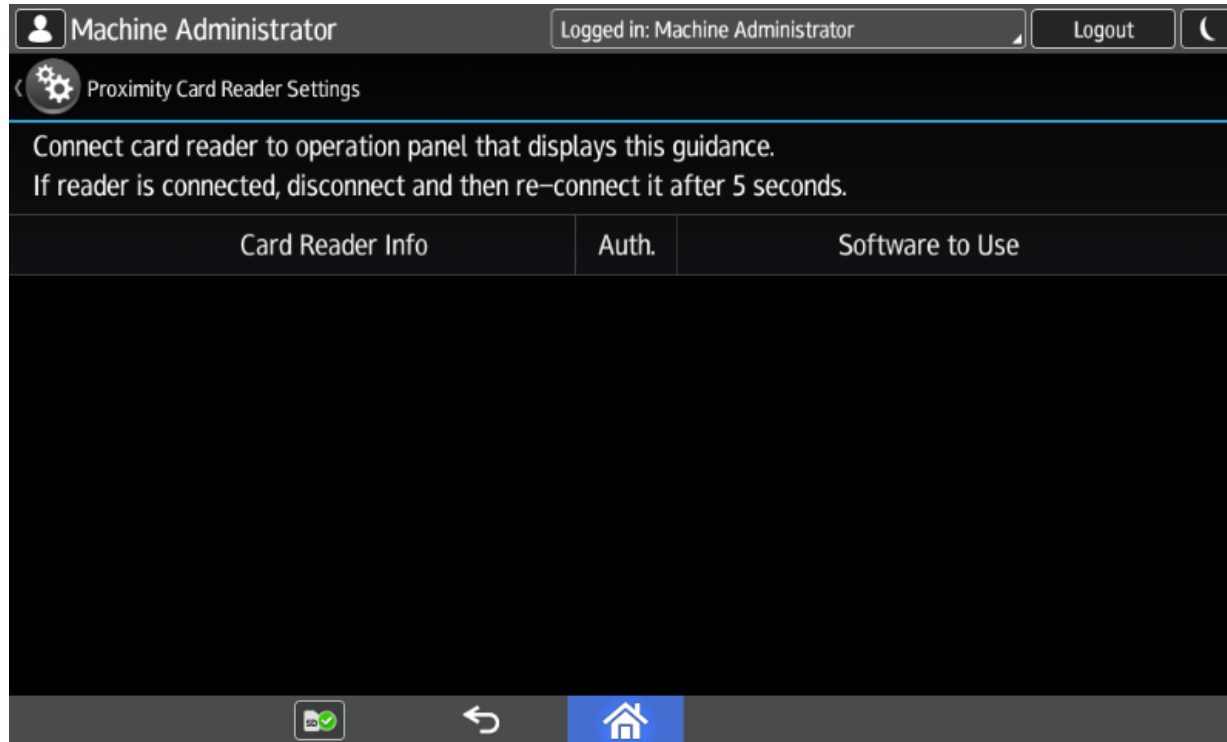 Machine Administrator
Logged in: Machine Administrator
Logout
Proximity Card Reader Settings
Connect card reader to operation panel that displays this guidance.
If reader is connected, disconnect and then re-connect it after 5 seconds.
Card Reader Info
Auth.
Software to Use
SD